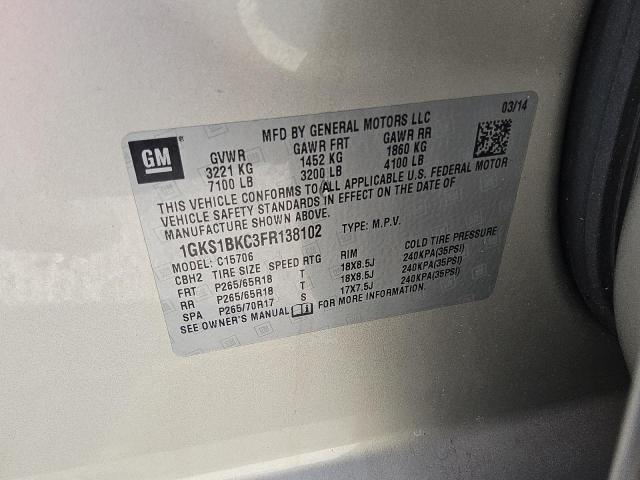 MFD BY GENERAL MOTORS LLC 03/14
GM
GVWR GAWR FRT GAWR RR
3221 KG 1452 KG 1860 KG
7100 LB 3200 LB 4100 LB
THIS VEHICLE CONFORMS TO ALL APPLICABLE U.S. FEDERAL MOTOR
VEHICLE SAFETY STANDARDS IN EFFECT ON THE DATE OF
MANUFACTURE SHOWN ABOVE.
1GKS1BKC3FR138102 TYPE: M.P.V.
MODEL: C15706
CBH2 TIRE SIZE SPEED RTG RIM COLD TIRE PRESSURE
FRT P265/65R18 T 18X8.5J 240KPA(35PSI)
RR P265/65R18 T 18X8.5J 240KPA(35PSI)
SPA P265/70R17 S 17X7.5J 240KPA(35PSI)
SEE OWNER'S MANUAL